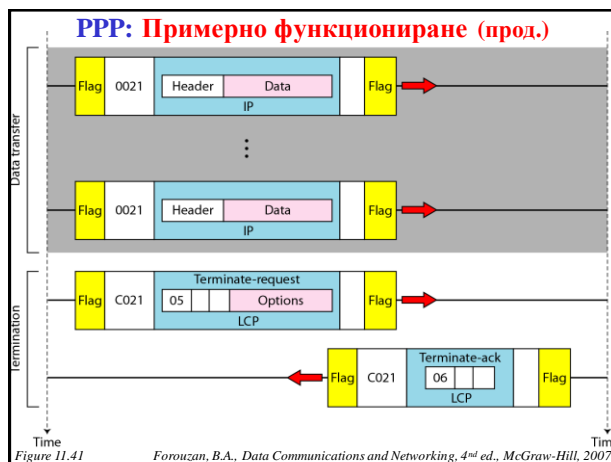 PPP: Примерно функциониране (прод.)
Data transfer
Flag 0021 Header Data Flag
IP
Flag 0021 Header Data Flag
IP
Termination
Terminate-request
Flag C021 05 Options Flag
LCP
Terminate-ack
Flag C021 06 Flag
LCP
Time Tim
Figure 11.41 Forouzan, B.A., Data Communications and Networking, 4nd ed., McGraw-Hill, 2007